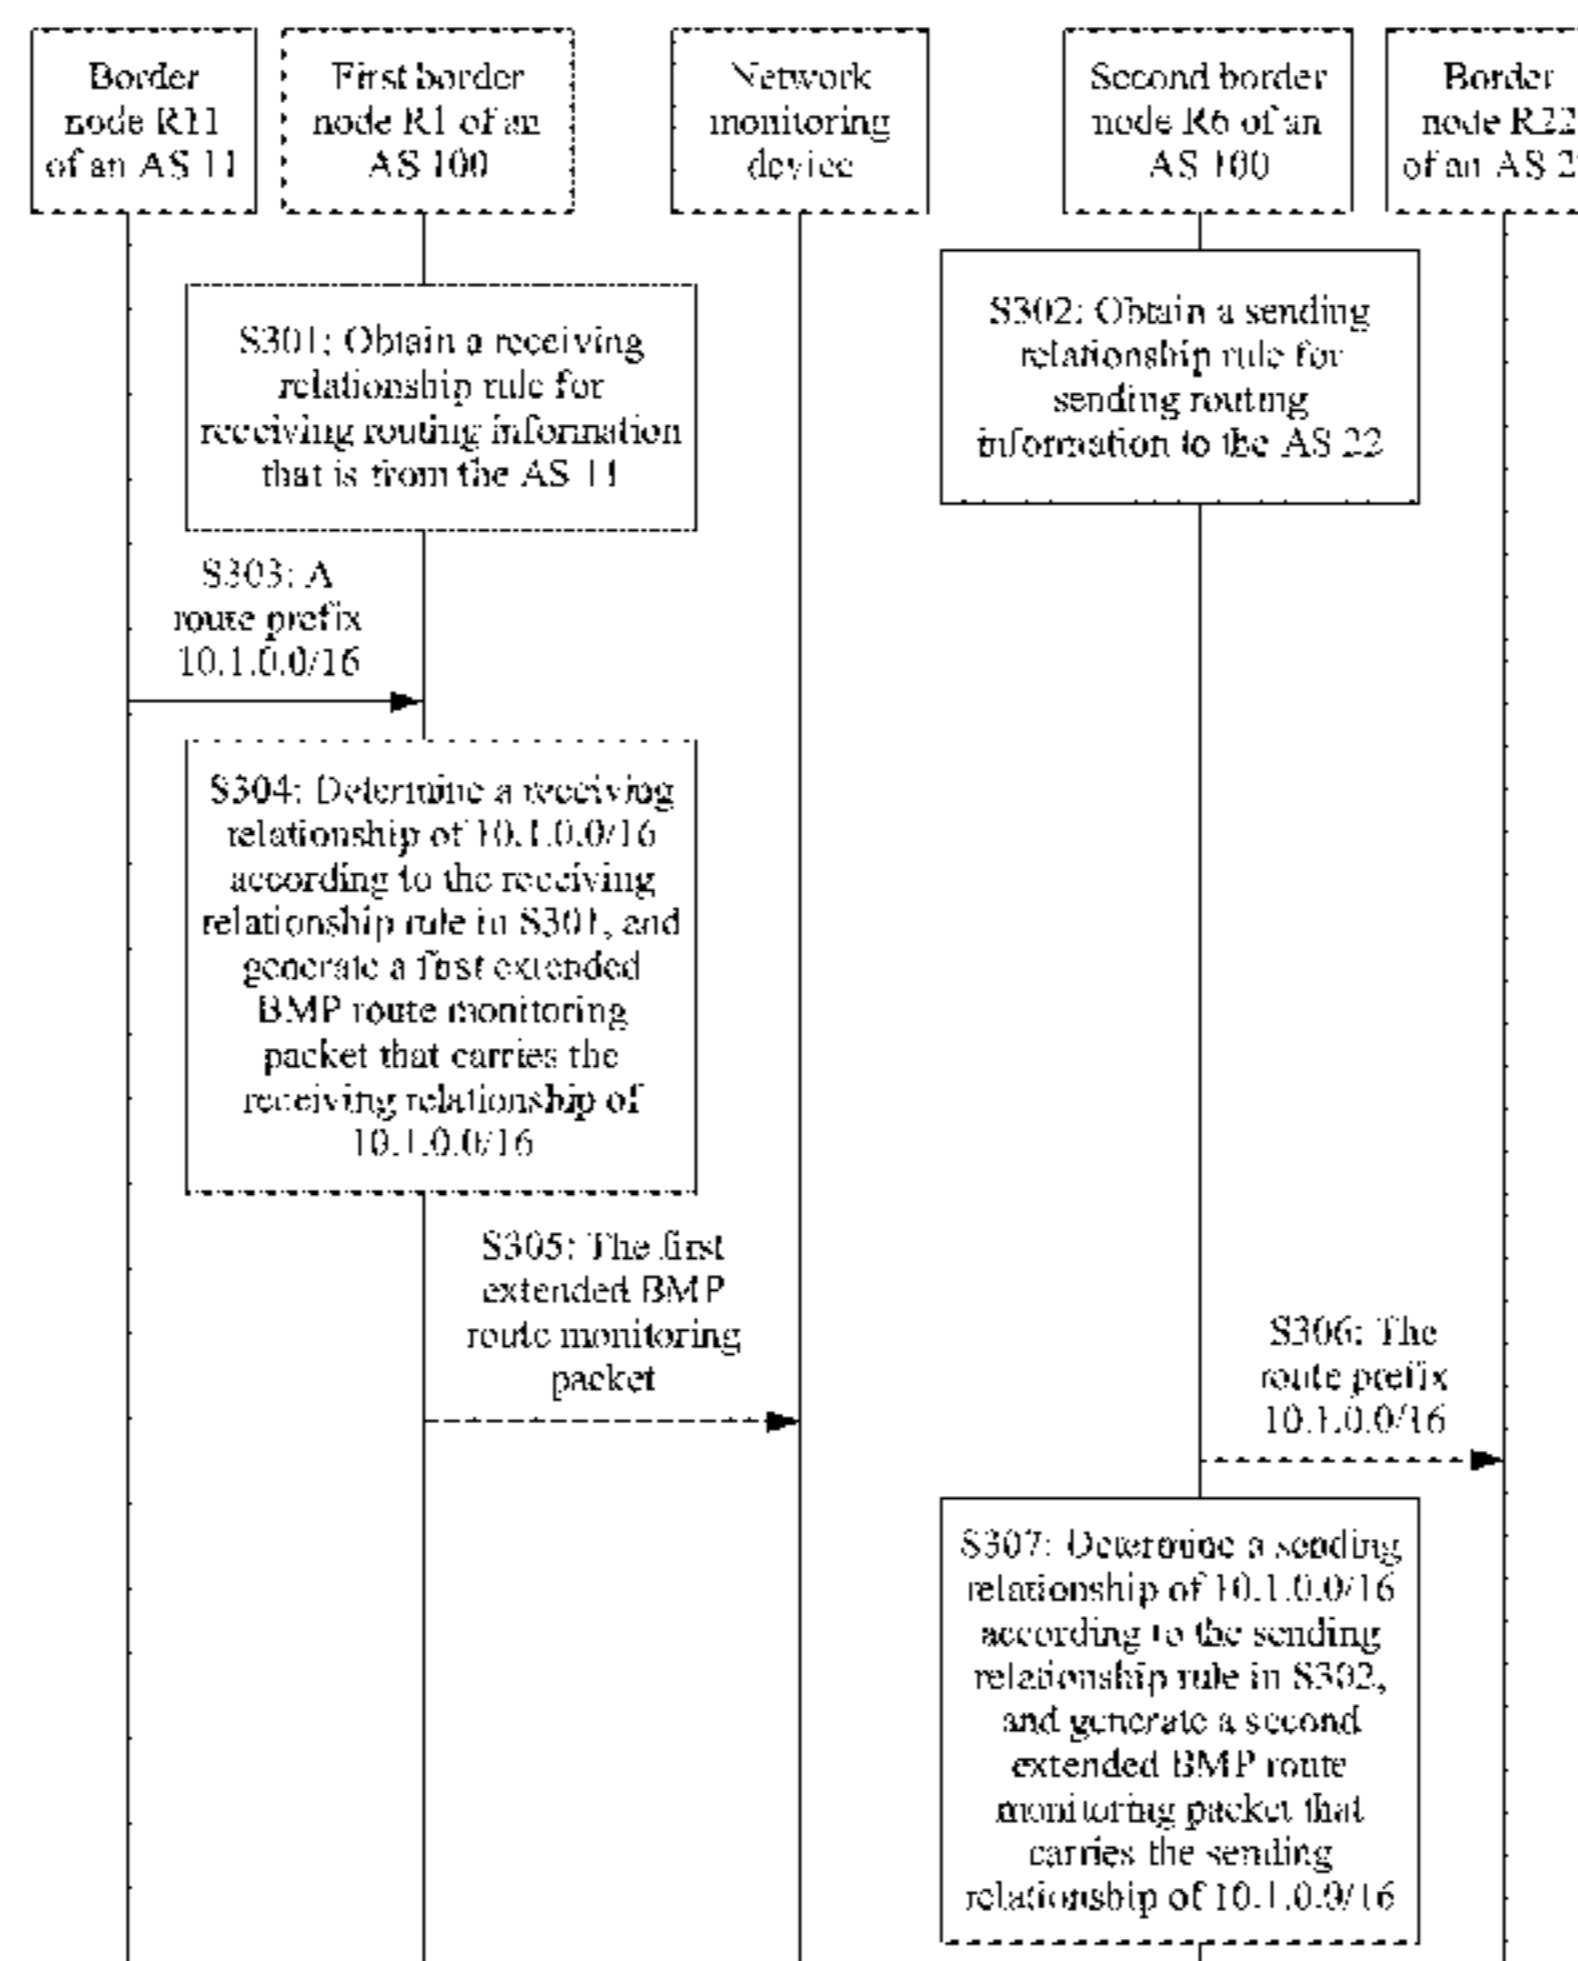 Border
node R11
of an AS 11
First border
node R1 of an
AS 100
Network
monitoring
device
Second border
node R6 of an
AS 100
Border
node R22
of an AS
S301: Obtain a receiving
relationship rule for
receiving routing information
that is from the AS 11
S302: Obtain a sending
relationship rule for
sending routing
information to the AS 22
S303: A
route prefix
10.1.0.0/16
S304: Determine a receiving
relationship of 10.1.0.0/16
according to the receiving
relationship rule in S301, and
generate a first extended
BMP route monitoring
packet that carries the
receiving relationship of
10.1.0.0/16
S305: The first
extended BMP
route monitoring
packet
S306: The
route prefix
10.1.0.0/16
S307: Determine a sending
relationship of 10.1.0.0/16
according to the sending
relationship rule in S302,
and generate a second
extended BMP route
monitoring packet that
carries the sending
relationship of 10.1.0.0/16